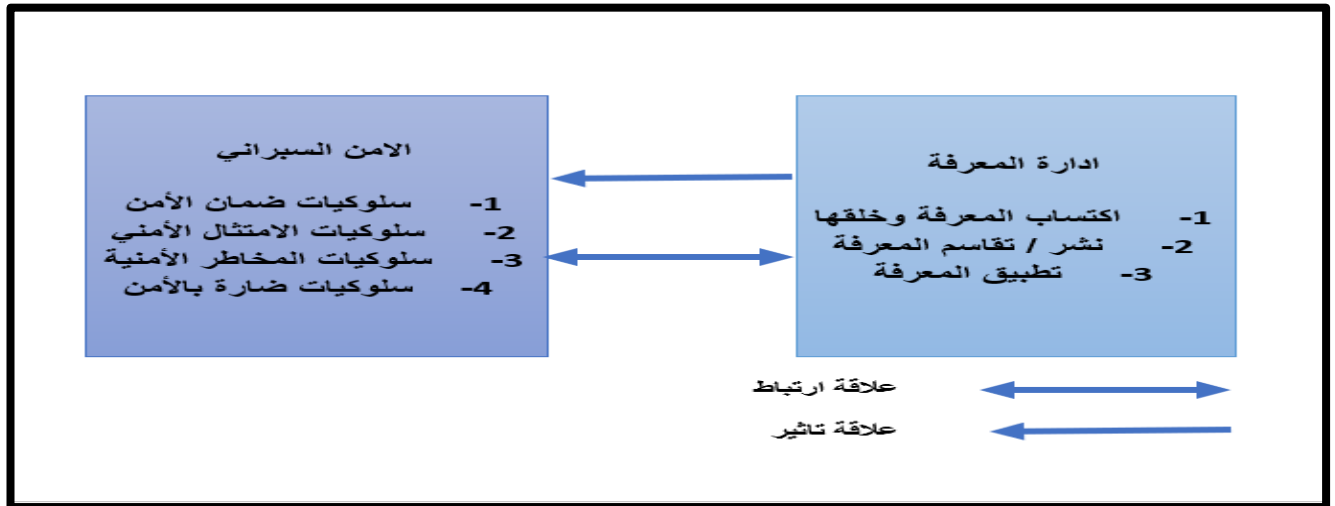 ادارة المعرفة
1- اكتساب المعرفة وخلقها
2- نشر / تقاسم المعرفة
3- تطبيق المعرفة
الامن السبراني
1- سلوكيات ضمان الأمن
2- سلوكيات الامتثال الأمني
3- سلوكيات المخاطر الأمنية
4- سلوكيات ضارة بالأمن
علاقة ارتباط
علاقة تاثير